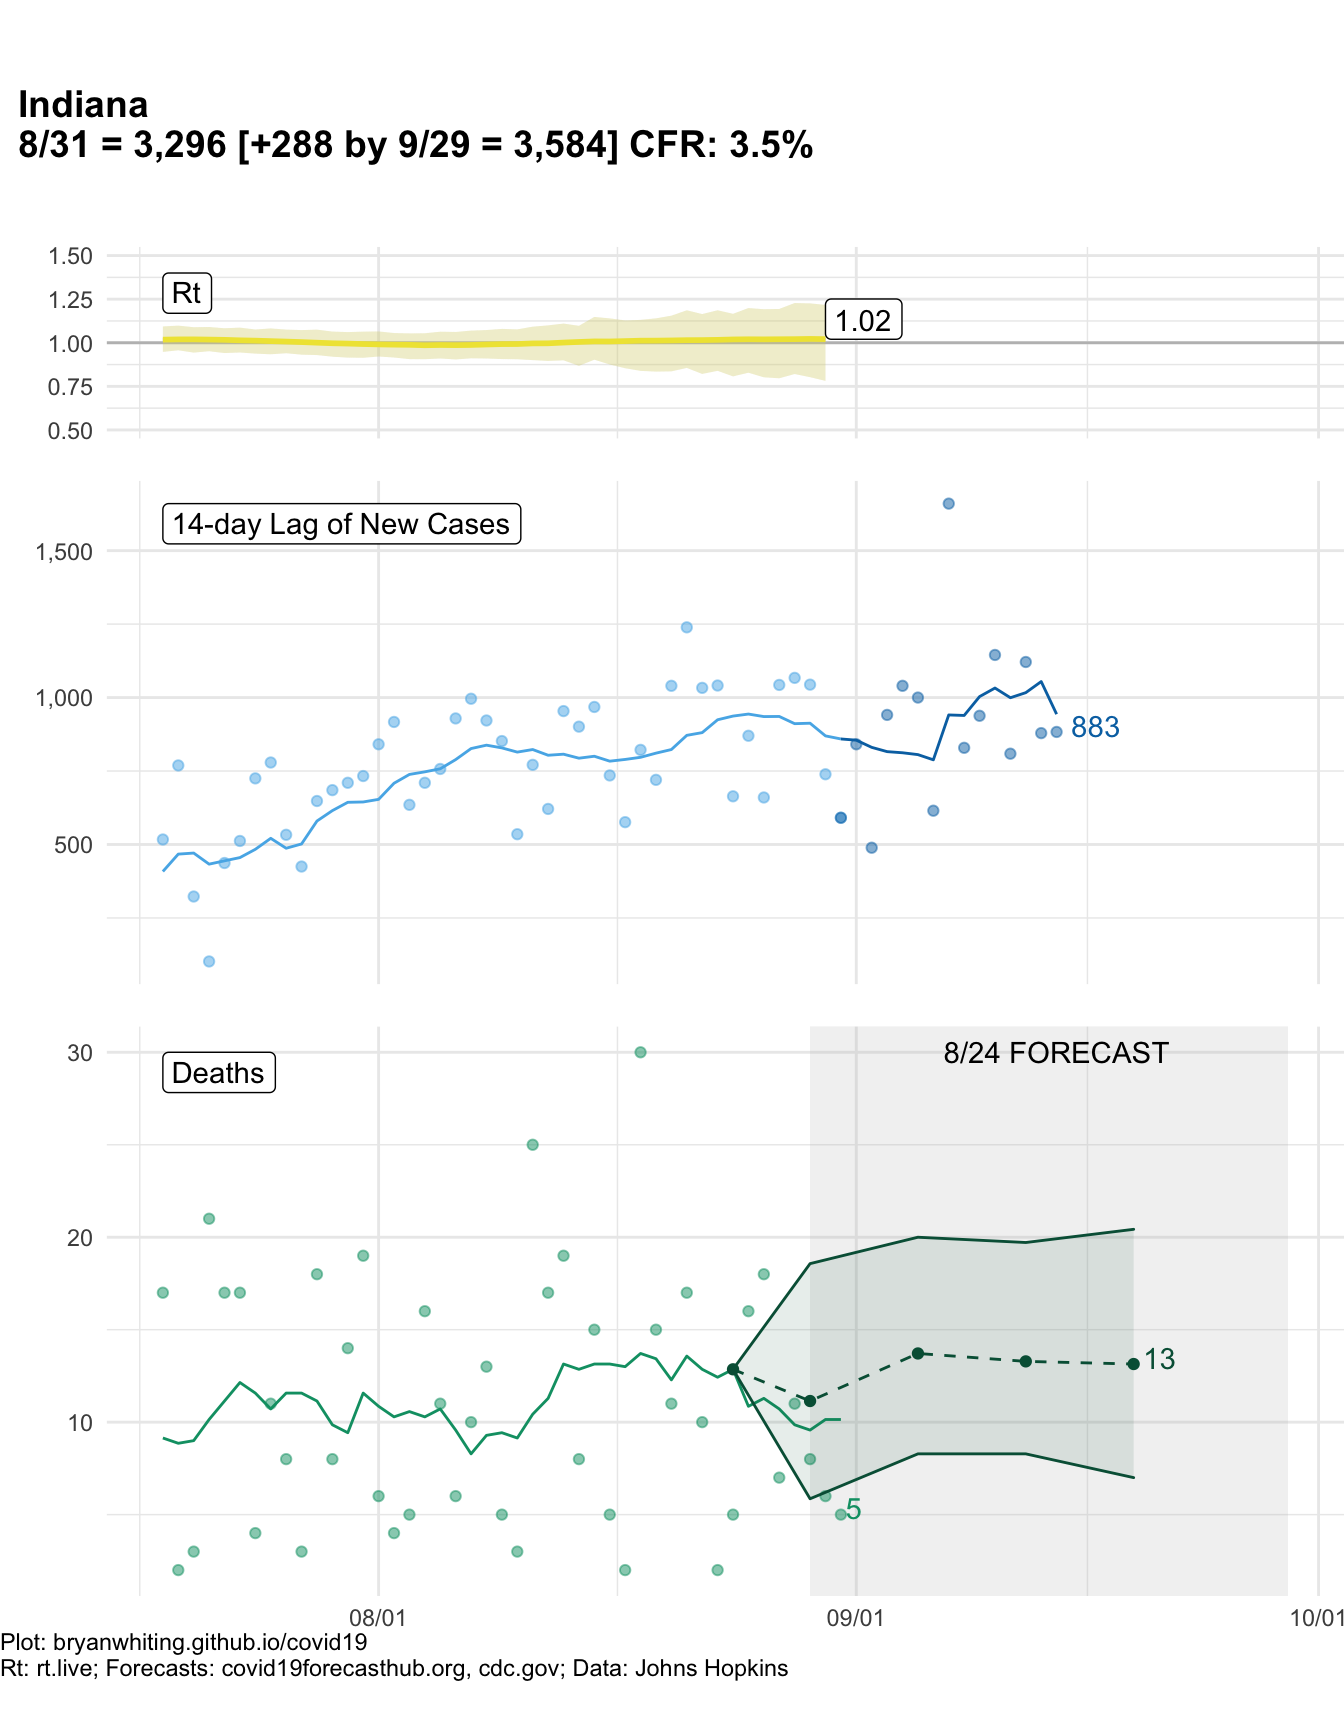 Indiana
8/31 = 3,296 [+288 by 9/29 = 3,584] CFR: 3.5%
1.50
1.25
1.00
0.75
0.50
Rt
1.02
14-day Lag of New Cases
1,500
1,000
500
883
Deaths
8/24 FORECAST
30
20
10
13
5
08/01
09/01
10/01
Plot: bryanwhiting.github.io/covid19
Rt: rt.live; Forecasts: covid19forecasthub.org, cdc.gov; Data: Johns Hopkins